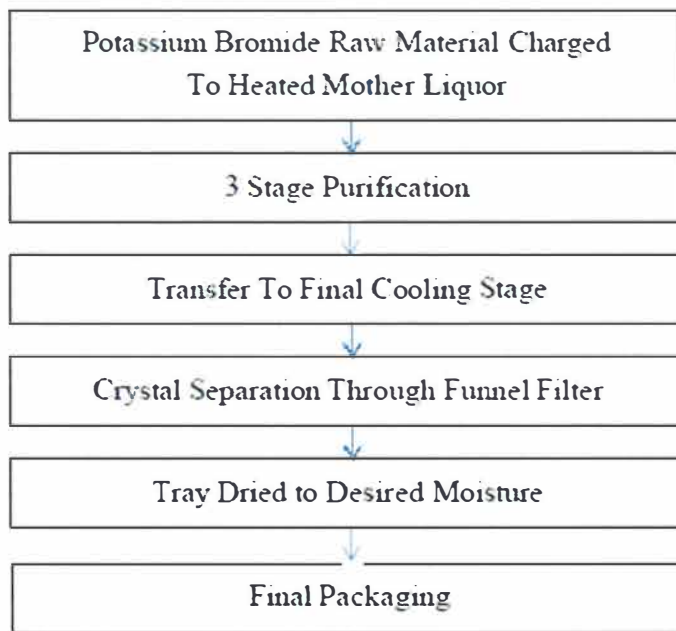 Potassium Bromide Raw Material Charged
To Heated Mother Liquor
3 Stage Purification
Transfer To Final Cooling Stage
Crystal Separation Through Funnel Filter
Tray Dried to Desired Moisture
Final Packaging